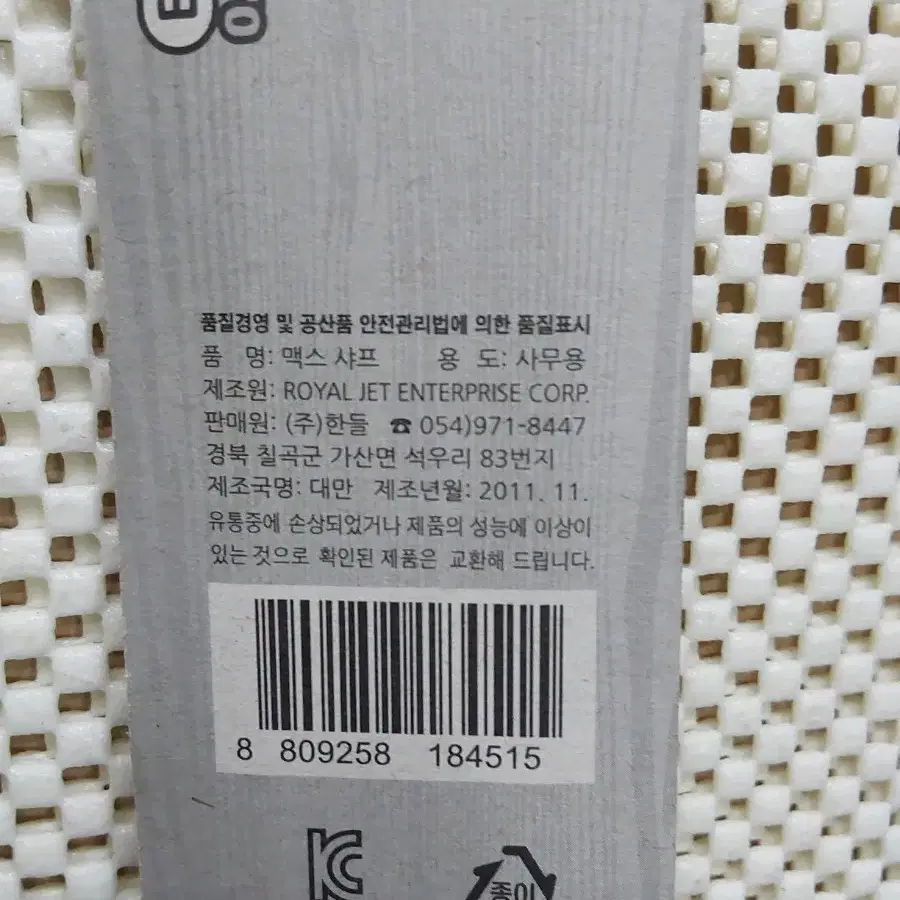 품질경영 및 공산품 안전관리법에 의한 품질표시
품 명: 맥스 샤프 용 도: 사무용
제조원: ROYAL JET ENTERPRISE CORP.
판매원: (주)한들 ☎ 054)971-8447
경북 칠곡군 가산면 석우리 83번지
제조국명: 대만 제조년월: 2011. 11.
유통중에 손상되었거나 제품의 성능에 이상이
있는 것으로 확인된 제품은 교환해 드립니다.
8 809258 184515
종이